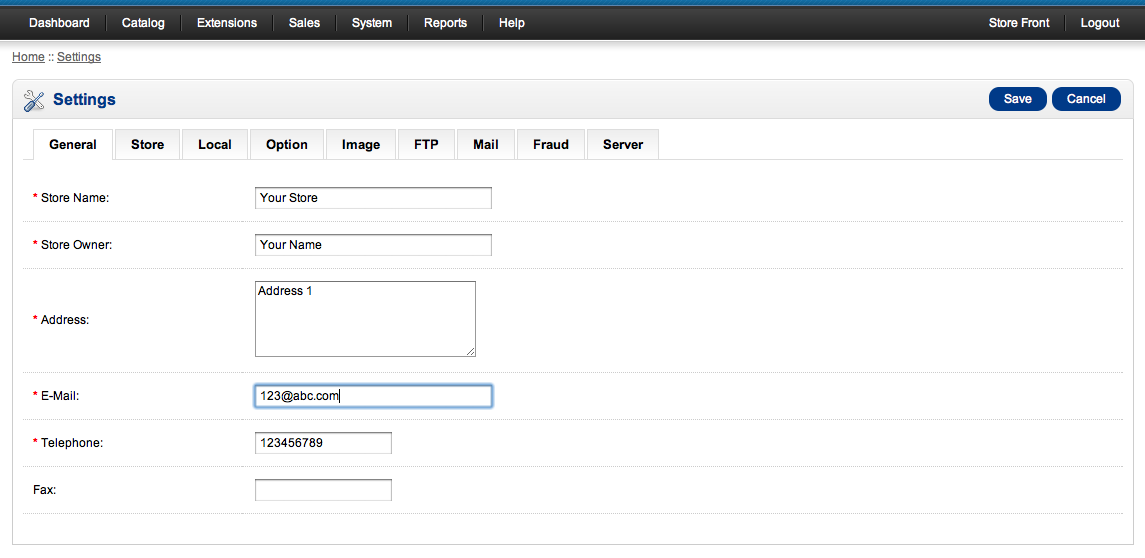 Dashboard Catalog Extensions Sales System Reports Help Store Front Logout
Home :: Settings
Settings Save Cancel
General Store Local Option Image FTP Mail Fraud Server
* Store Name: Your Store
* Store Owner: Your Name
* Address: Address 1
* E-Mail: 123@abc.com
* Telephone: 123456789
Fax: